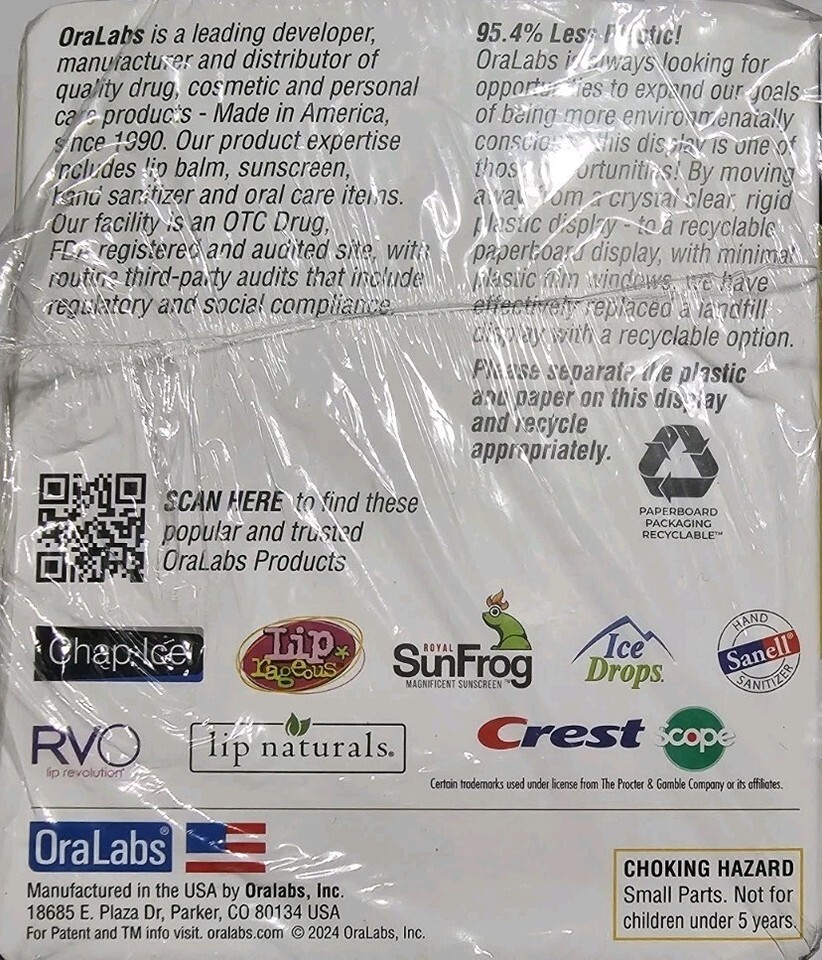 OraLabs is a leading developer,
manufacturer and distributor of
quality drug, cosmetic and personal
care products - Made in America,
since 1990. Our product expertise
includes lip balm, sunscreen,
hand sanitizer and oral care items.
Our facility is an OTC Drug,
FDA registered and audited site, with
routine third-party audits that include
regulatory and social compliance.
95.4% Less Plastic!
OraLabs is always looking for
opportunities to expand our goals
of being more environmentally
conscious this display is one of
those opportunities! By moving
away from a crystal clear, rigid
plastic display - to a recyclable
paperboard display, with minimal
plastic film windows, we have
effectively replaced a landfill
display with a recyclable option.
Please separate the plastic
and paper on this display
and recycle
appropriately.
PAPERBOARD
PACKAGING
RECYCLABLE™
SCAN HERE to find these
popular and trusted
OraLabs Products
Chap·Ice
Lip
rageous
ROYAL
SunFrog
MAGNIFICENT SUNSCREEN™
Ice
Drops.
HAND
Sanell®
SANITIZER
RVO
lip revolution
lip naturals®
Crest
scope
Certain trademarks used under license from The Procter & Gamble Company or its affiliates.
OraLabs®
Manufactured in the USA by Oralabs, Inc.
18685 E. Plaza Dr, Parker, CO 80134 USA
For Patent and TM info visit. oralabs.com © 2024 OraLabs, Inc.
CHOKING HAZARD
Small Parts. Not for
children under 5 years.